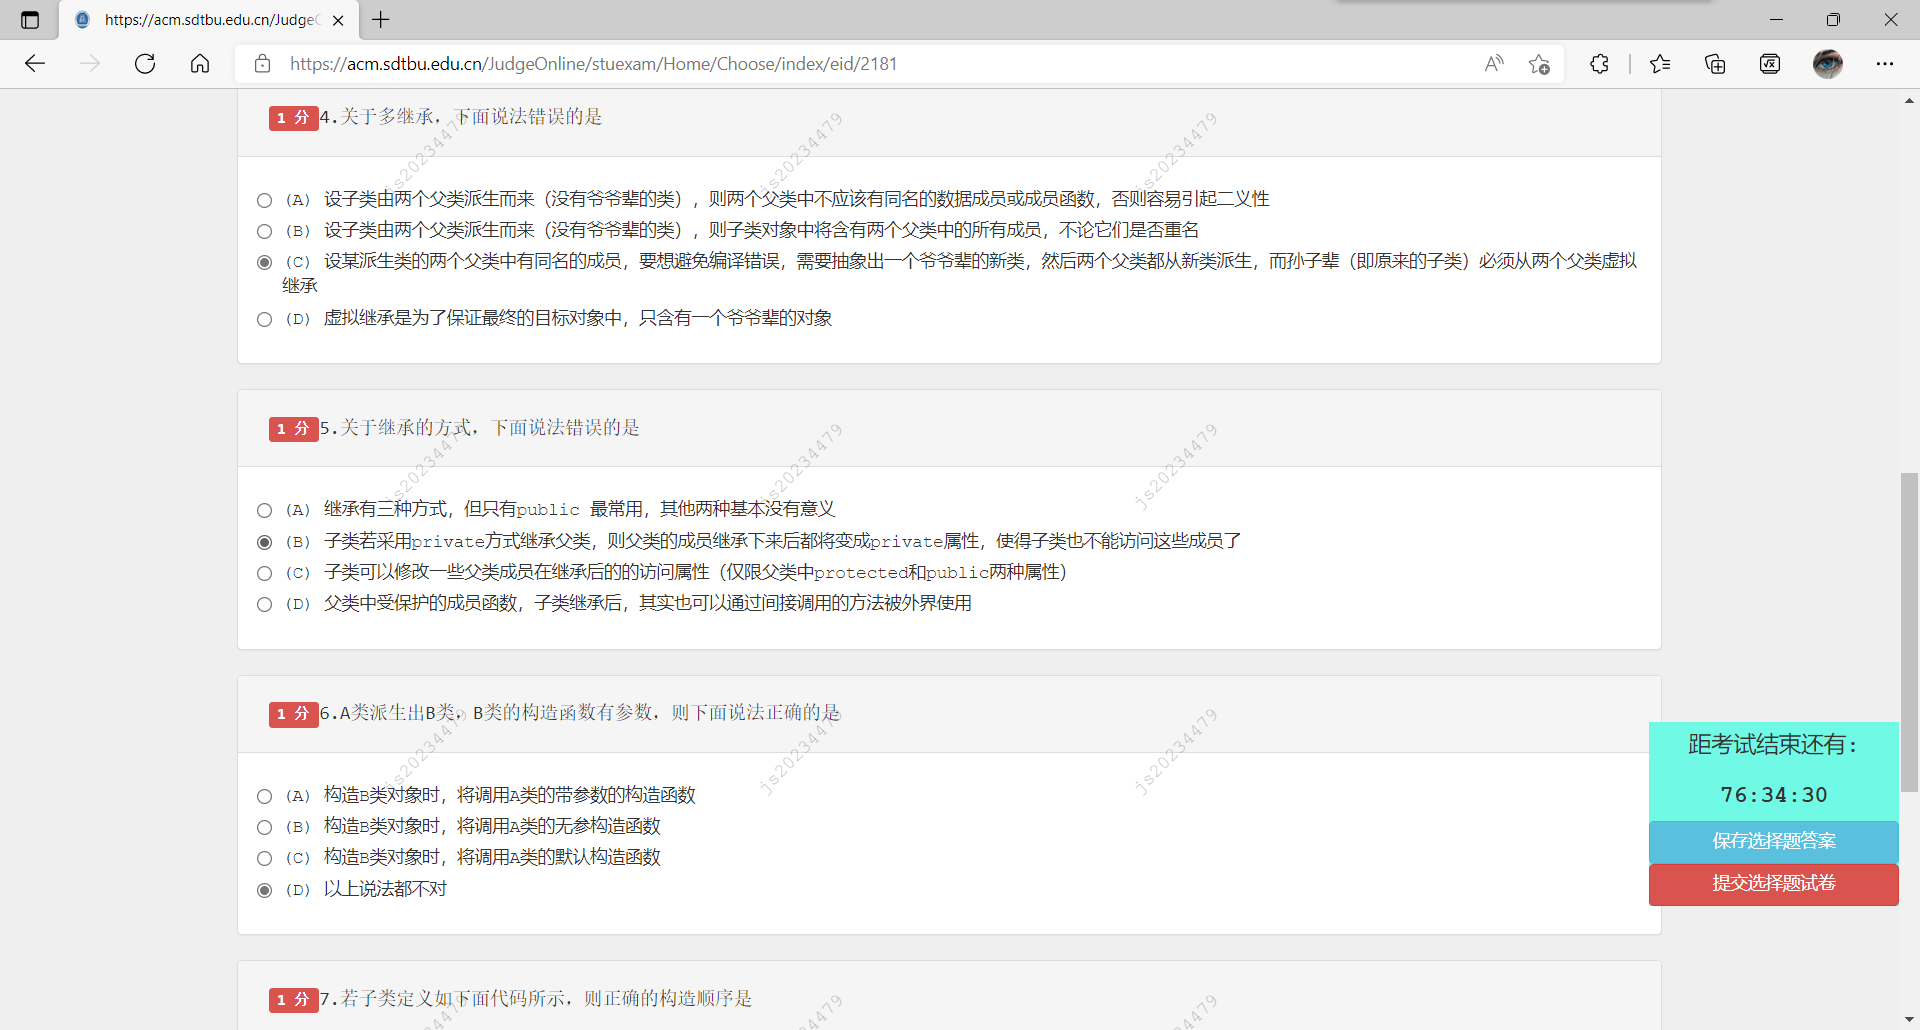 https://acm.sdtbu.edu.cn/JudgeO
https://acm.sdtbu.edu.cn/JudgeOnline/stuexam/Home/Choose/index/eid/2181
1 分 4.关于多继承，下面说法错误的是
(A) 设子类由两个父类派生而来（没有爷爷辈的类），则两个父类中不应该有同名的数据成员或成员函数，否则容易引起二义性
(B) 设子类由两个父类派生而来（没有爷爷辈的类），则子类对象中将含有两个父类中的所有成员，不论它们是否重名
(C) 设某派生类的两个父类中有同名的成员，要想避免编译错误，需要抽象出一个爷爷辈的新类，然后两个父类都从新类派生，而孙子辈（即原来的子类）必须从两个父类虚拟
继承
(D) 虚拟继承是为了保证最终的目标对象中，只含有一个爷爷辈的对象
js20234479 js20234479 js20234479
1 分 5.关于继承的方式，下面说法错误的是
(A) 继承有三种方式，但只有public 最常用，其他两种基本没有意义
(B) 子类若采用private方式继承父类，则父类的成员继承下来后都将变成private属性，使得子类也不能访问这些成员了
(C) 子类可以修改一些父类成员在继承后的的访问属性（仅限父类中protected和public两种属性）
(D) 父类中受保护的成员函数，子类继承后，其实也可以通过间接调用的方法被外界使用
js20234479 js20234479 js20234479
1 分 6.A类派生出B类，B类的构造函数有参数，则下面说法正确的是
(A) 构造B类对象时，将调用A类的带参数的构造函数
(B) 构造B类对象时，将调用A类的无参构造函数
(C) 构造B类对象时，将调用A类的默认构造函数
(D) 以上说法都不对
js20234479 js20234479 js20234479
距考试结束还有：
76:34:30
保存选择题答案
提交选择题试卷
1 分 7.若子类定义如下面代码所示，则正确的构造顺序是
4479 4479 4479